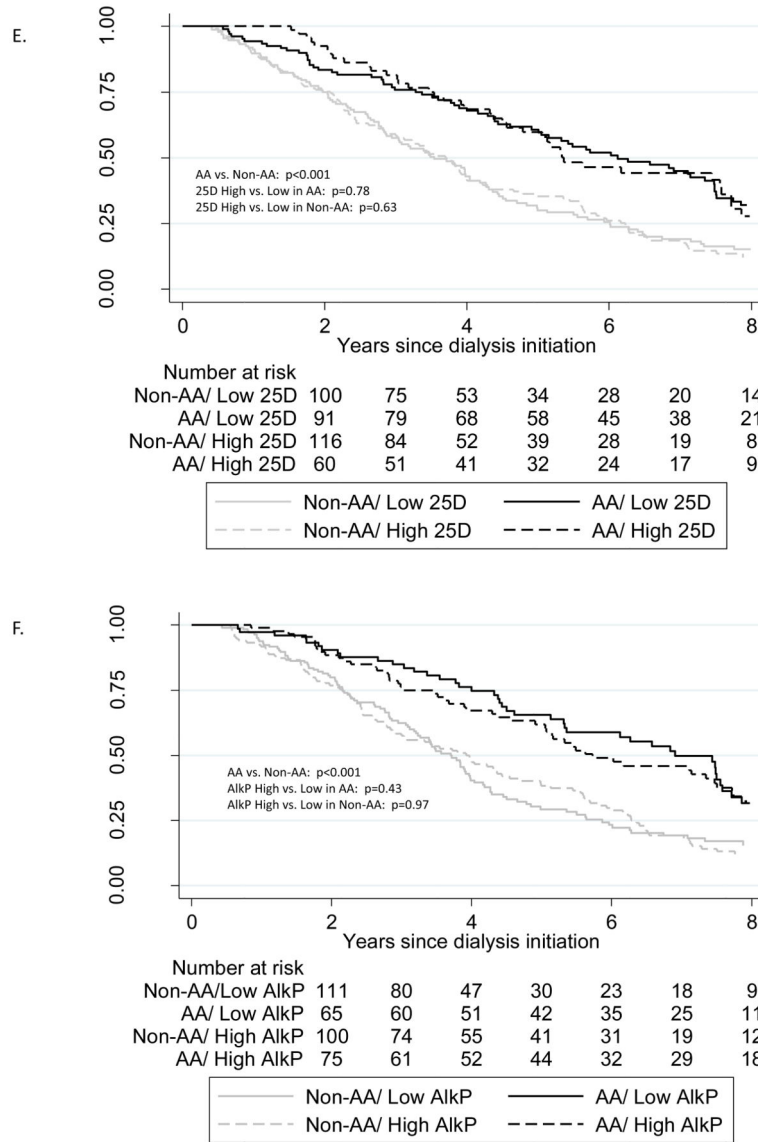 E.
1.00
0.75
0.50
0.25
0.00
AA vs. Non-AA: p<0.001
25D High vs. Low in AA: p=0.78
25D High vs. Low in Non-AA: p=0.63
0 2 4 6 8
Years since dialysis initiation
Number at risk
Non-AA/ Low 25D 100 75 53 34 28 20 14
AA/ Low 25D 91 79 68 58 45 38 21
Non-AA/ High 25D 116 84 52 39 28 19 8
AA/ High 25D 60 51 41 32 24 17 9
Non-AA/ Low 25D AA/ Low 25D
Non-AA/ High 25D AA/ High 25D
F.
1.00
0.75
0.50
0.25
0.00
AA vs. Non-AA: p<0.001
AlkP High vs. Low in AA: p=0.43
AlkP High vs. Low in Non-AA: p=0.97
0 2 4 6 8
Years since dialysis initiation
Number at risk
Non-AA/Low AlkP 111 80 47 30 23 18 9
AA/ Low AlkP 65 60 51 42 35 25 11
Non-AA/ High AlkP 100 74 55 41 31 19 12
AA/ High AlkP 75 61 52 44 32 29 18
Non-AA/ Low AlkP AA/ Low AlkP
Non-AA/ High AlkP AA/ High AlkP